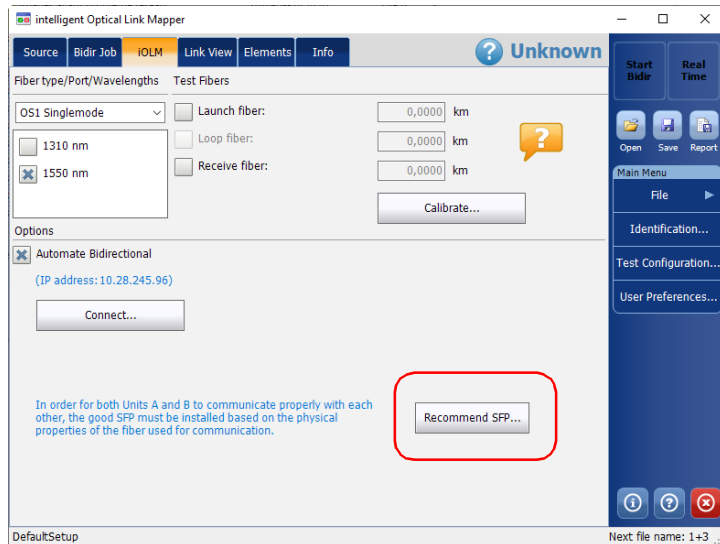 intelligent Optical Link Mapper
Source Bidir Job iOLM Link View Elements Info
? Unknown
Start Bidir
Real Time
Fiber type/Port/Wavelengths
Test Fibers
OS1 Singlemode
1310 nm
1550 nm
Launch fiber: 0,0000 km
Loop fiber: 0,0000 km
Receive fiber: 0,0000 km
?
Calibrate...
Options
Automate Bidirectional
(IP address:10.28.245.96)
Connect...
In order for both Units A and B to communicate properly with each
other, the good SFP must be installed based on the physical
properties of the fiber used for communication.
Recommend SFP...
Open Save Report
Main Menu
File
Identification...
Test Configuration...
User Preferences...
i ?
DefaultSetup
Next file name: 1+3